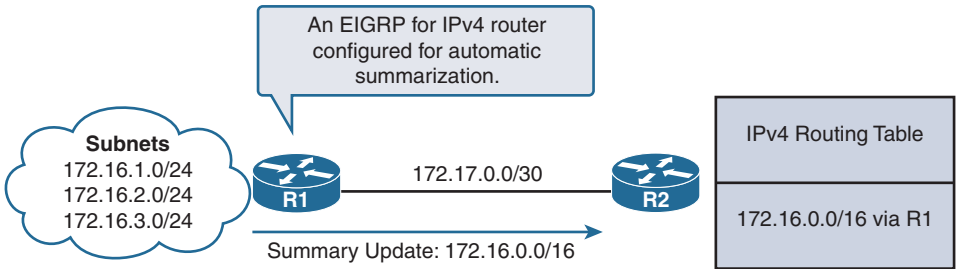 An EIGRP for IPv4 router
configured for automatic
summarization.
Subnets
172.16.1.0/24
172.16.2.0/24
172.16.3.0/24
R1
172.17.0.0/30
R2
Summary Update: 172.16.0.0/16
IPv4 Routing Table
172.16.0.0/16 via R1